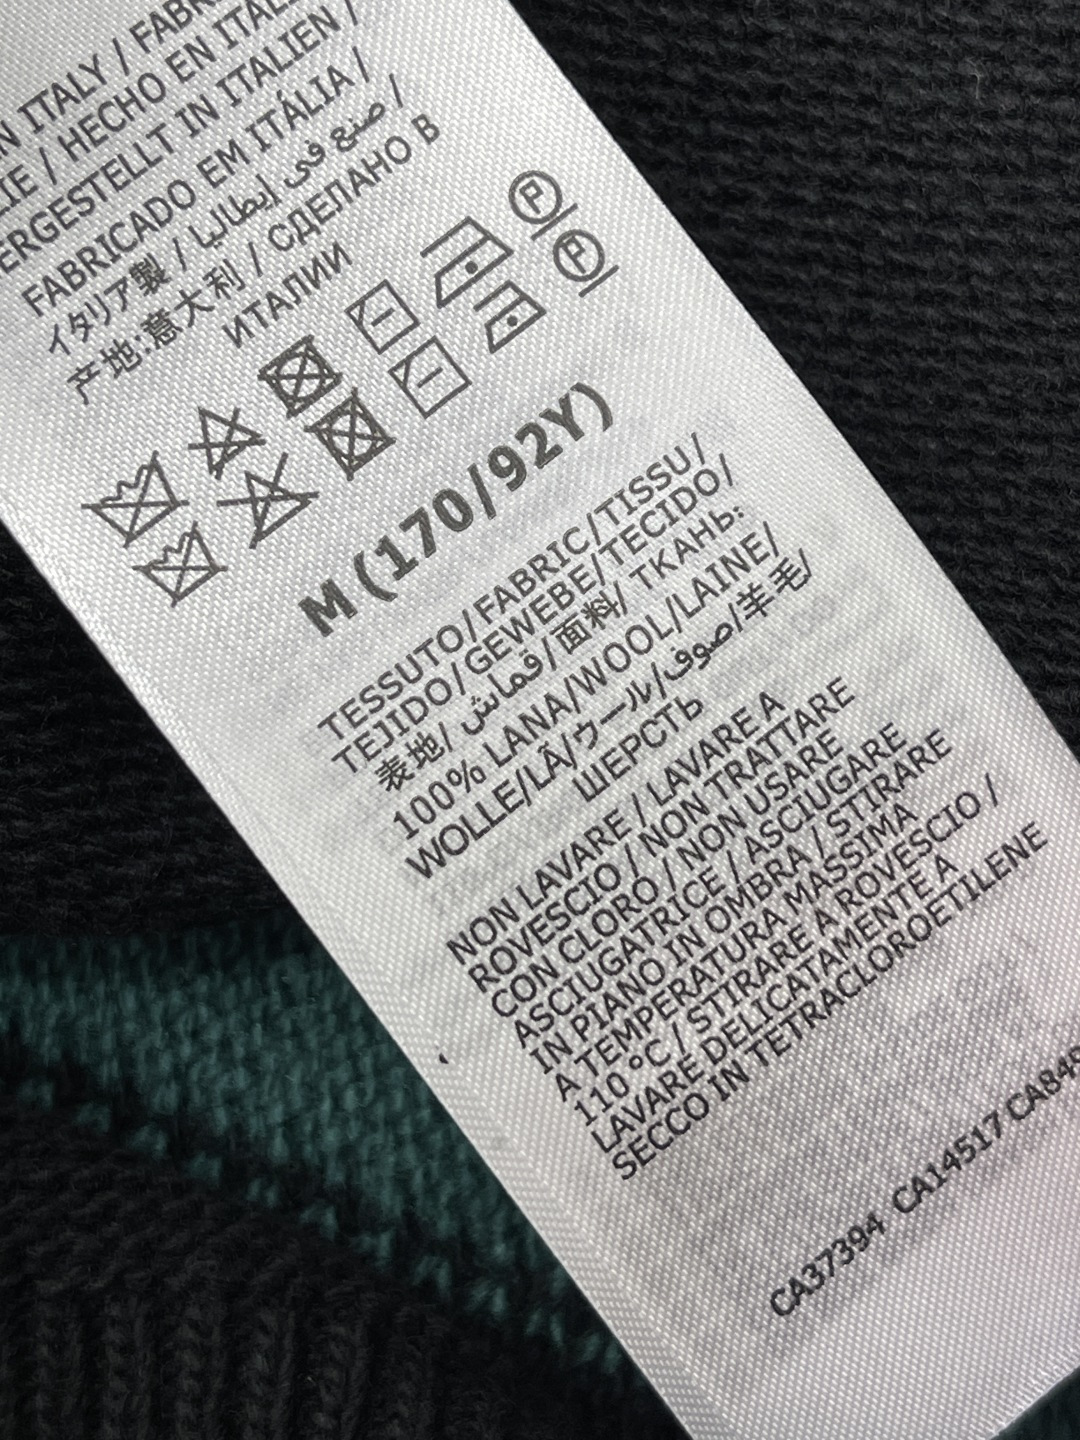 IN ITALY / FABR
HECHO EN ITAL
ERGESTELLT IN ITALIEN /
FABRICADO EM ITÁLIA /
イタリア製 / صنع في إيطاليا /
产地:意大利 / СДЕЛАНО В
ИТАЛИИ
P
P
M (170/92Y)
TESSUTO/FABRIC/TISSU/
TEJIDO/GEWEBE/TECIDO/
表地/ قماش/面料/ ТКАНЬ:
100% LANA/WOOL/LAINE/
WOLLE/LÃ/ウール/صوف/羊毛/
ШЕРСТЬ
NON LAVARE / LAVARE A
ROVESCIO / NON TRATTARE
CON CLORO / NON USARE
ASCIUGATRICE / ASCIUGARE
IN PIANO IN OMBRA / STIRARE
A TEMPERATURA MASSIMA
110 °C / STIRARE A ROVESCIO /
LAVARE DELICATAMENTE A
SECCO IN TETRACLOROETILENE
CA37394 CA14517 CA849